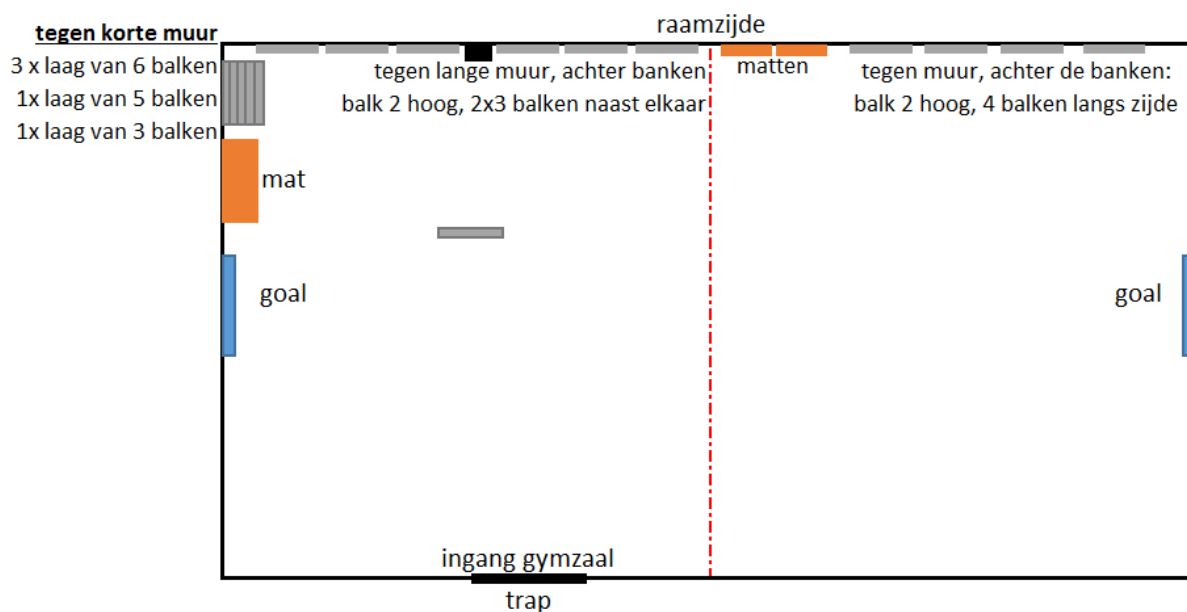 raamzijde
tegen korte muur
3 x laag van 6 balken
1x laag van 5 balken
1x laag van 3 balken
tegen lange muur, achter banken
balk 2 hoog, 2x3 balken naast elkaar
matten
tegen muur, achter de banken:
balk 2 hoog, 4 balken langs zijde
mat
goal
goal
ingang gymzaal
trap